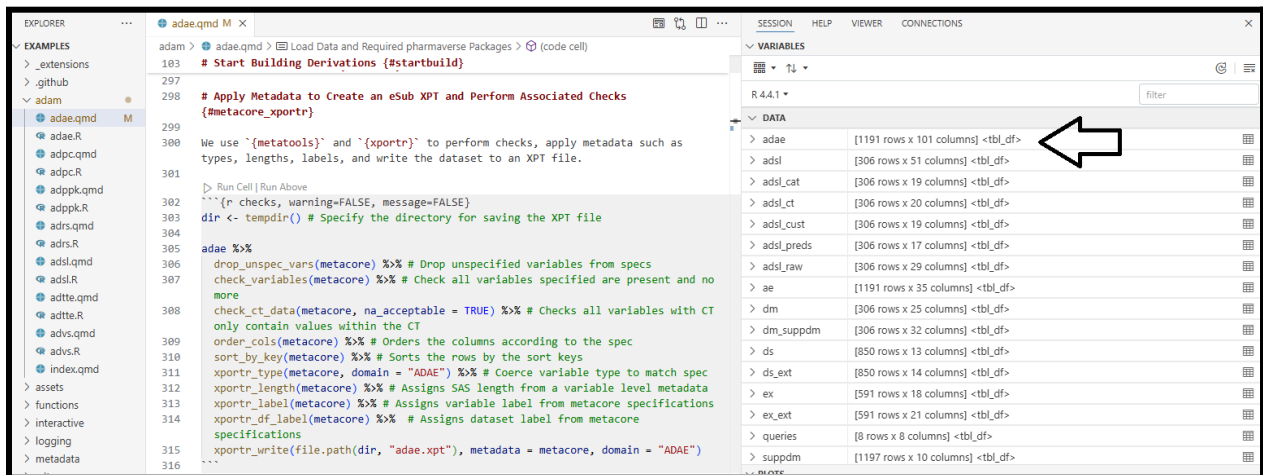 EXPLORER
EXAMPLES
_extensions
.github
adam
adae.qmd M
adae.R
adpc.qmd
adpc.R
adppk.qmd
adppk.R
adrs.qmd
adrs.R
adsl.qmd
adsl.R
adtte.qmd
adtte.R
advs.qmd
advs.R
index.qmd
assets
functions
interactive
logging
metadata
adae.qmd M
adam > adae.qmd > Load Data and Required pharmaverse Packages > (code cell)
103 # Start Building Derivations {#startbuild}
297
298 # Apply Metadata to Create an eSub XPT and Perform Associated Checks
{#metacore_xportr}
299
300 We use `{metatools}` and `{xportr}` to perform checks, apply metadata such as
types, lengths, labels, and write the dataset to an XPT file.
301
Run Cell | Run Above
302 ```{r checks, warning=FALSE, message=FALSE}
303 dir <- tempdir() # Specify the directory for saving the XPT file
304
305 adae %>%
306 drop_unspec_vars(metacore) %>% # Drop unspecified variables from specs
307 check_variables(metacore) %>% # Check all variables specified are present and no
more
308 check_ct_data(metacore, na_acceptable = TRUE) %>% # Checks all variables with CT
only contain values within the CT
309 order_cols(metacore) %>% # Orders the columns according to the spec
310 sort_by_key(metacore) %>% # Sorts the rows by the sort keys
311 xportr_type(metacore, domain = "ADAE") %>% # Coerce variable type to match spec
312 xportr_length(metacore) %>% # Assigns SAS length from a variable level metadata
313 xportr_label(metacore) %>% # Assigns variable label from metacore specifications
314 xportr_df_label(metacore) %>% # Assigns dataset label from metacore
specifications
315 xportr_write(file.path(dir, "adae.xpt"), metadata = metacore, domain = "ADAE")
316 ```
SESSION HELP VIEWER CONNECTIONS
VARIABLES
R 4.4.1 filter
DATA
adae [1191 rows x 101 columns] <tbl_df>
adsl [306 rows x 51 columns] <tbl_df>
adsl_cat [306 rows x 19 columns] <tbl_df>
adsl_ct [306 rows x 20 columns] <tbl_df>
adsl_cust [306 rows x 19 columns] <tbl_df>
adsl_preds [306 rows x 17 columns] <tbl_df>
adsl_raw [306 rows x 29 columns] <tbl_df>
ae [1191 rows x 35 columns] <tbl_df>
dm [306 rows x 25 columns] <tbl_df>
dm_suppdm [306 rows x 32 columns] <tbl_df>
ds [850 rows x 13 columns] <tbl_df>
ds_ext [850 rows x 14 columns] <tbl_df>
ex [591 rows x 18 columns] <tbl_df>
ex_ext [591 rows x 21 columns] <tbl_df>
queries [8 rows x 8 columns] <tbl_df>
suppdm [1197 rows x 10 columns] <tbl_df>